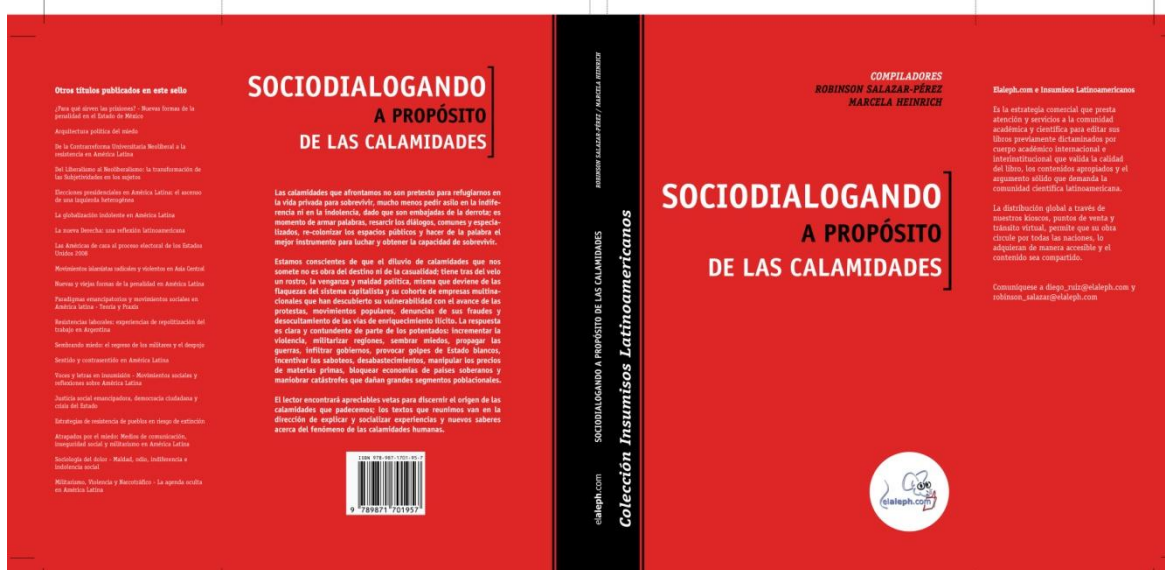 Otros títulos publicados en este sello
¿Para qué sirven las prisiones? - Nuevas formas de la
penalidad en el Estado de México
Arquitectura política del miedo
De la Contrarreforma Universitaria Neoliberal a la
resistencia en América Latina
Del Liberalismo al Neoliberalismo: la transformación de
las Subjetividades en los sujetos
Elecciones presidenciales en América Latina: el ascenso
de una izquierda heterogénea
La globalización indolente en América Latina
La nueva Derecha: una reflexión latinoamericana
Las Américas de cara al proceso electoral de los Estados
Unidos 2008
Movimientos islamistas radicales y violentos en Asia Central
Nuevas y viejas formas de la penalidad en América Latina
Paradigmas emancipatorios y movimientos sociales en
América latina - Teoría y Praxis
Resistencias laborales: experiencias de repolitización del
trabajo en Argentina
Sembrando miedo: el regreso de los militares y el despojo
Sentido y contrasentido en América Latina
Voces y letras en insumisión - Movimientos sociales y
reflexiones sobre América Latina
Justicia social emancipadora, democracia ciudadana y
crisis del Estado
Estrategias de resistencia de pueblos en riesgo de extinción
Atrapados por el miedo: Medios de comunicación,
inseguridad social y militarismo en América Latina
Sociología del dolor - Maldad, odio, indiferencia e
indolencia social
Militarismo, Violencia y Narcotráfico - La agenda oculta
en América Latina
SOCIODIALOGANDO
A PROPÓSITO
DE LAS CALAMIDADES
Las calamidades que afrontamos no son pretexto para refugiarnos en
la vida privada para sobrevivir, mucho menos pedir asilo en la indife-
rencia ni en la indolencia, dado que son embajadas de la derrota; es
momento de armar palabras, resarcir los diálogos, comunes y especia-
lizados, re-colonizar los espacios públicos y hacer de la palabra el
mejor instrumento para luchar y obtener la capacidad de sobrevivir.
Estamos conscientes de que el diluvio de calamidades que nos
somete no es obra del destino ni de la casualidad; tiene tras del velo
un rostro, la venganza y maldad política, misma que deviene de las
flaquezas del sistema capitalista y su cohorte de empresas multina-
cionales que han descubierto su vulnerabilidad con el avance de las
protestas, movimientos populares, denuncias de sus fraudes y
desocultamiento de las vías de enriquecimiento ilícito. La respuesta
es clara y contundente de parte de los potentados: incrementar la
violencia, militarizar regiones, sembrar miedos, propagar las
guerras, infiltrar gobiernos, provocar golpes de Estado blancos,
incentivar los saboteos, desabastecimientos, manipular los precios
de materias primas, bloquear economías de países soberanos y
maniobrar catástrofes que dañan grandes segmentos poblacionales.
El lector encontrará apreciables vetas para discernir el origen de las
calamidades que padecemos; los textos que reunimos van en la
dirección de explicar y socializar experiencias y nuevos saberes
acerca del fenómeno de las calamidades humanas.
ISBN 978-987-1701-95-7
9 789871 701957
ROBINSON SALAZAR-PÉREZ / MARCELA HEINRICH
SOCIODIALOGANDO A PROPÓSITO DE LAS CALAMIDADES
elaleph.com
Colección Insumisos Latinoamericanos
COMPILADORES
ROBINSON SALAZAR-PÉREZ
MARCELA HEINRICH
SOCIODIALOGANDO
A PROPÓSITO
DE LAS CALAMIDADES
elaleph.com
Elaleph.com e Insumisos Latinoamericanos
Es la estrategia comercial que presta
atención y servicios a la comunidad
académica y científica para editar sus
libros previamente dictaminados por
cuerpo académico internacional e
interinstitucional que valida la calidad
del libro, los contenidos apropiados y el
argumento sólido que demanda la
comunidad científica latinoamericana.
La distribución global a través de
nuestros kioscos, puntos de venta y
tránsito virtual, permite que su obra
circule por todas las naciones, lo
adquieran de manera accesible y el
contenido sea compartido.
Comuníquese a diego_ruiz@elaleph.com y
robinson_salazar@elaleph.com